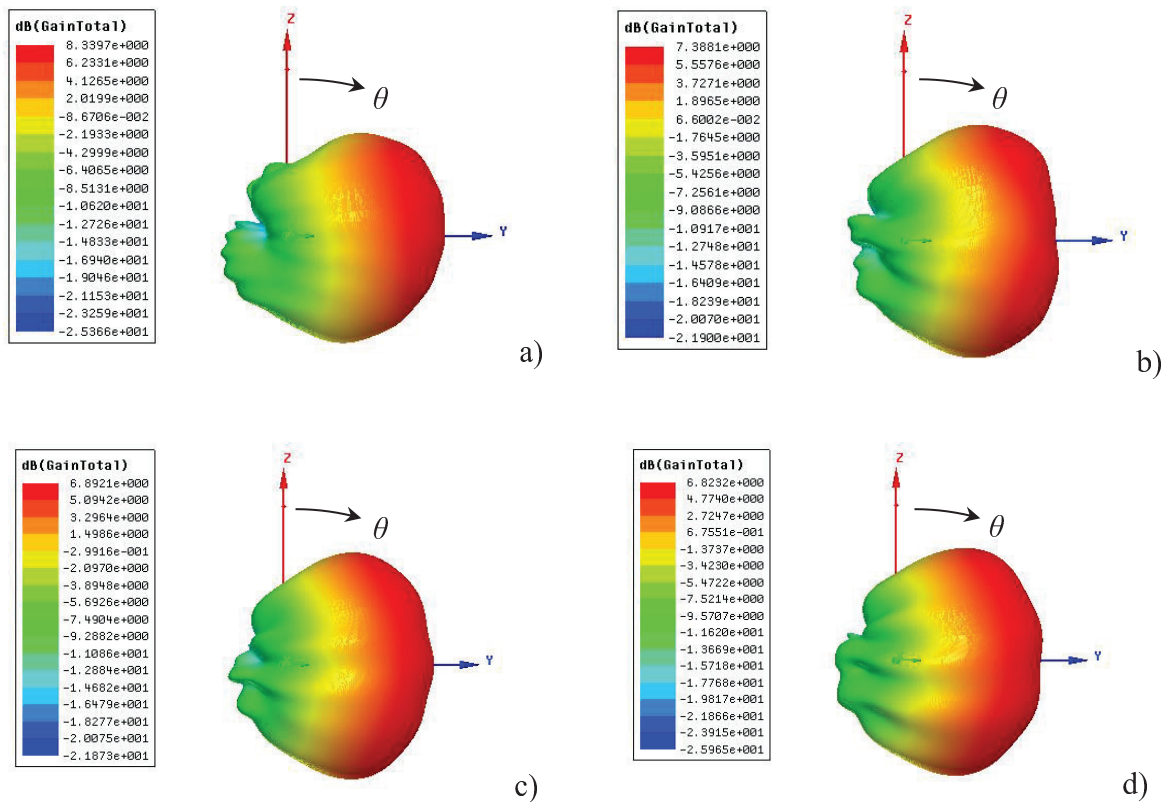 dB(GainTotal)
8.3397e+000
6.2331e+000
4.1265e+000
2.0199e+000
-8.6706e-002
-2.1933e+000
-4.2999e+000
-6.4065e+000
-8.5131e+000
-1.0620e+001
-1.2726e+001
-1.4833e+001
-1.6940e+001
-1.9046e+001
-2.1153e+001
-2.3259e+001
-2.5366e+001
Z
θ
Y
a)
dB(GainTotal)
7.3881e+000
5.5576e+000
3.7271e+000
1.8965e+000
6.6002e-002
-1.7645e+000
-3.5951e+000
-5.4256e+000
-7.2561e+000
-9.0866e+000
-1.0917e+001
-1.2748e+001
-1.4578e+001
-1.6409e+001
-1.8239e+001
-2.0070e+001
-2.1900e+001
Z
θ
Y
b)
dB(GainTotal)
6.8921e+000
5.0942e+000
3.2964e+000
1.4986e+000
-2.9916e-001
-2.0970e+000
-3.8948e+000
-5.6926e+000
-7.4904e+000
-9.2882e+000
-1.1086e+001
-1.2884e+001
-1.4682e+001
-1.6479e+001
-1.8277e+001
-2.0075e+001
-2.1873e+001
Z
θ
Y
c)
dB(GainTotal)
6.8232e+000
4.7740e+000
2.7247e+000
6.7551e-001
-1.3737e+000
-3.4230e+000
-5.4722e+000
-7.5214e+000
-9.5707e+000
-1.1620e+001
-1.3669e+001
-1.5718e+001
-1.7768e+001
-1.9817e+001
-2.1866e+001
-2.3915e+001
-2.5965e+001
Z
θ
Y
d)